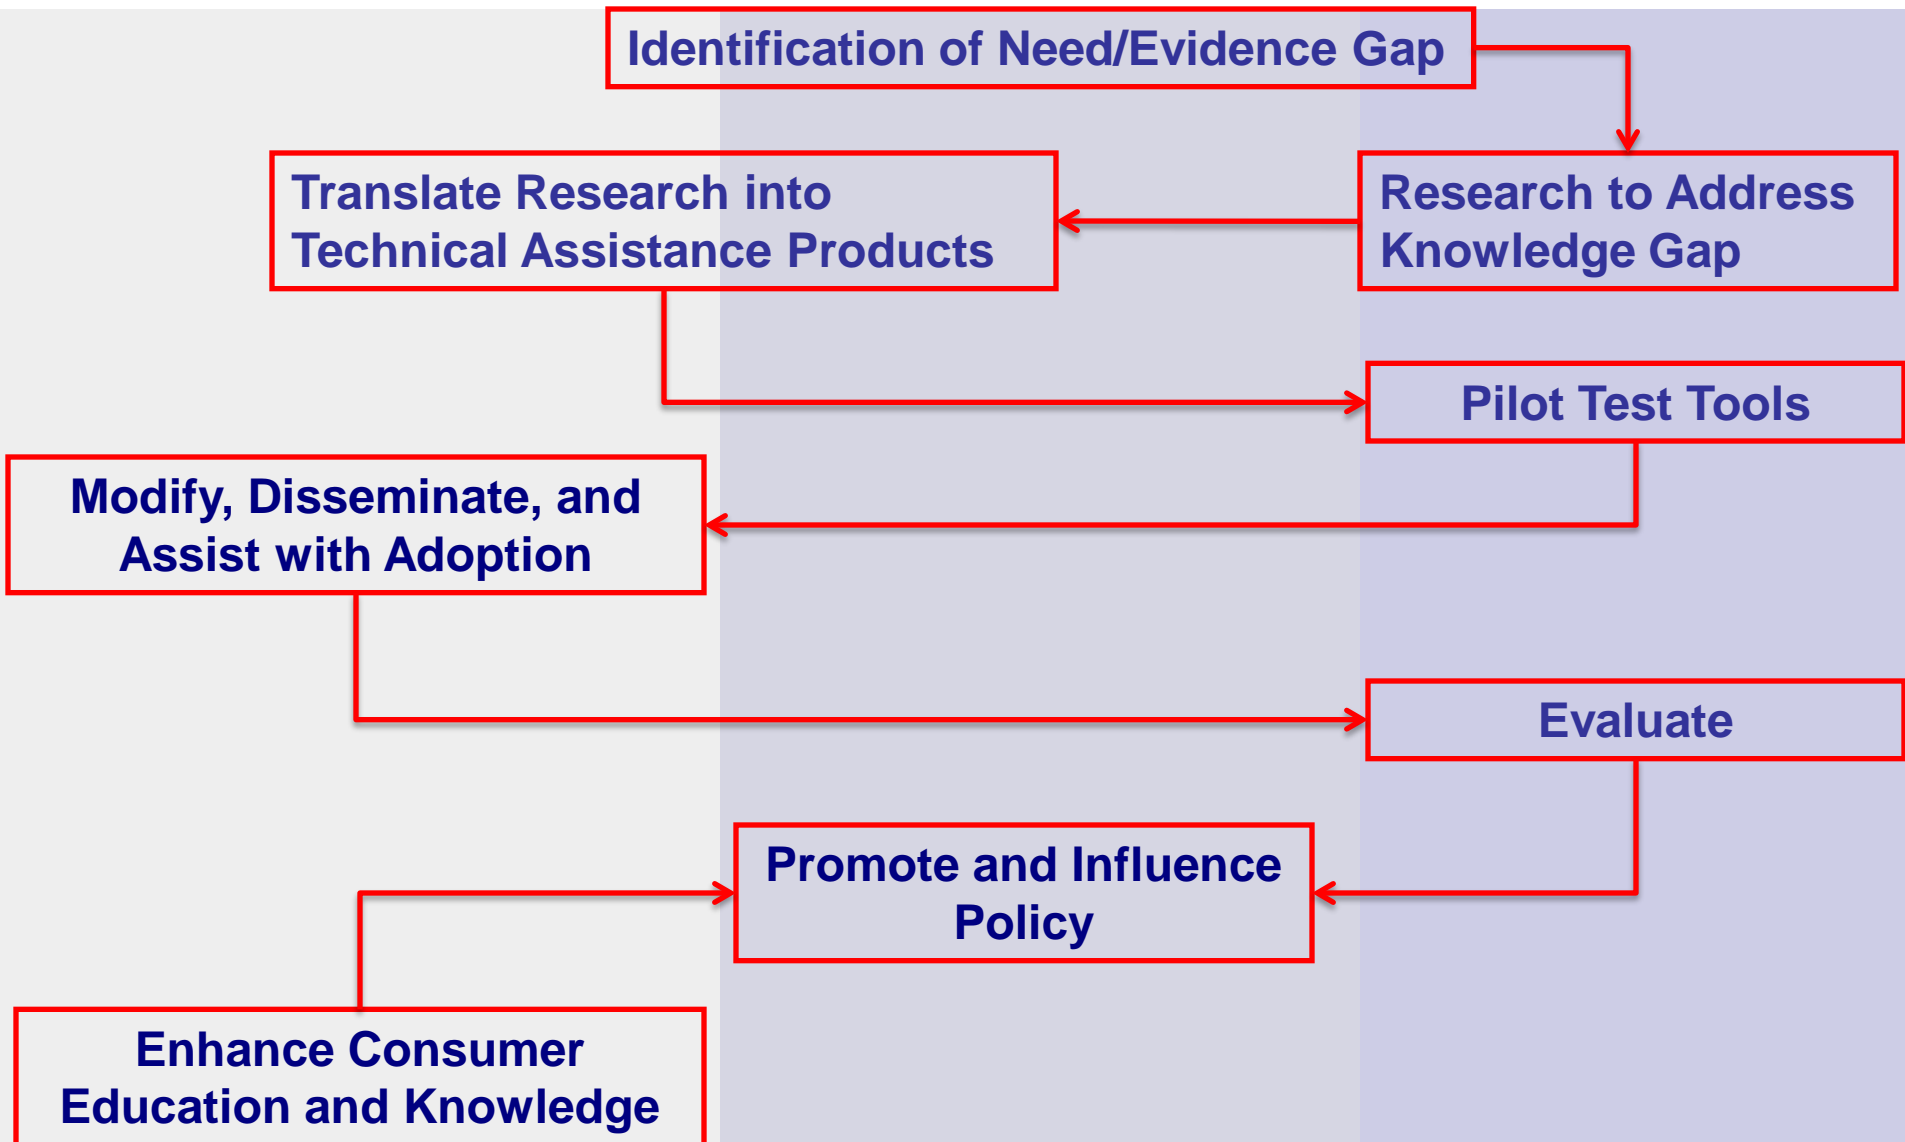 Identification of Need/Evidence Gap
Translate Research into
Technical Assistance Products
Research to Address
Knowledge Gap
Pilot Test Tools
Modify, Disseminate, and
Assist with Adoption
Evaluate
Promote and Influence
Policy
Enhance Consumer
Education and Knowledge